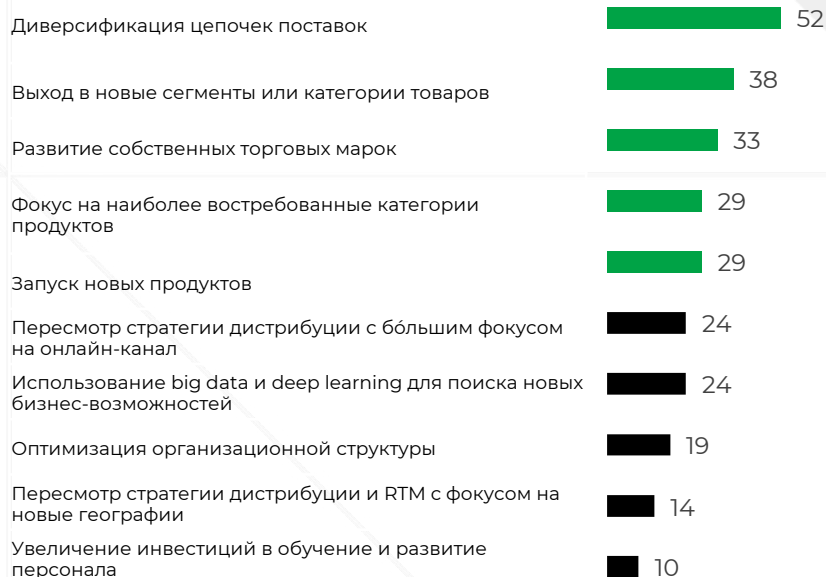 Диверсификация цепочек поставок 52
Выход в новые сегменты или категории товаров 38
Развитие собственных торговых марок 33
Фокус на наиболее востребованные категории
продуктов 29
Запуск новых продуктов 29
Пересмотр стратегии дистрибуции с бо́льшим фокусом
на онлайн-канал 24
Использование big data и deep learning для поиска новых
бизнес-возможностей 24
Оптимизация организационной структуры 19
Пересмотр стратегии дистрибуции и RTM с фокусом на
новые географии 14
Увеличение инвестиций в обучение и развитие
персонала 10